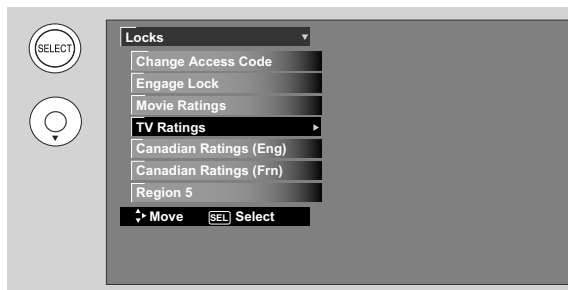 SELECT
Locks
Change Access Code
Engage Lock
Movie Ratings
TV Ratings
Canadian Ratings (Eng)
Canadian Ratings (Frn)
Region 5
Move SEL Select